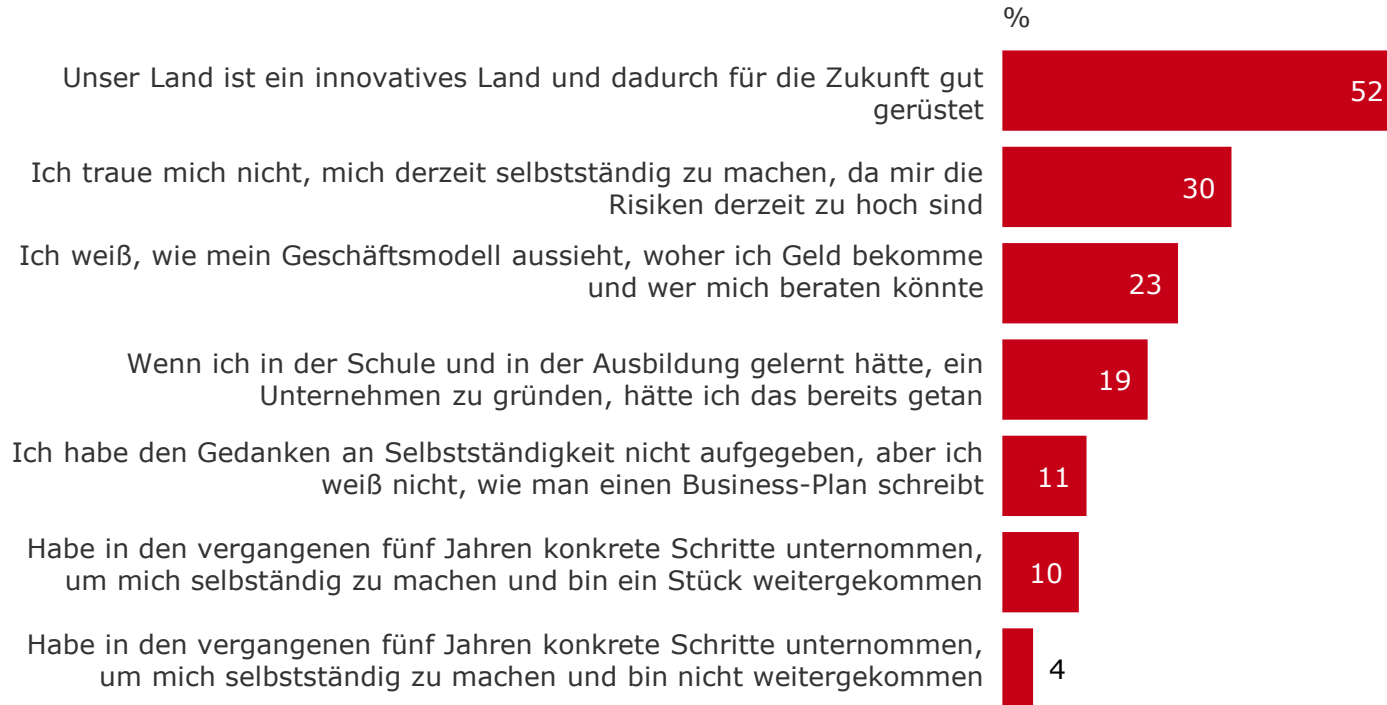 %
Unser Land ist ein innovatives Land und dadurch für die Zukunft gut
gerüstet
52
Ich traue mich nicht, mich derzeit selbstständig zu machen, da mir die
Risiken derzeit zu hoch sind
30
Ich weiß, wie mein Geschäftsmodell aussieht, woher ich Geld bekomme
und wer mich beraten könnte
23
Wenn ich in der Schule und in der Ausbildung gelernt hätte, ein
Unternehmen zu gründen, hätte ich das bereits getan
19
Ich habe den Gedanken an Selbstständigkeit nicht aufgegeben, aber ich
weiß nicht, wie man einen Business-Plan schreibt
11
Habe in den vergangenen fünf Jahren konkrete Schritte unternommen,
um mich selbständig zu machen und bin ein Stück weitergekommen
10
Habe in den vergangenen fünf Jahren konkrete Schritte unternommen,
um mich selbstständig zu machen und bin nicht weitergekommen
4